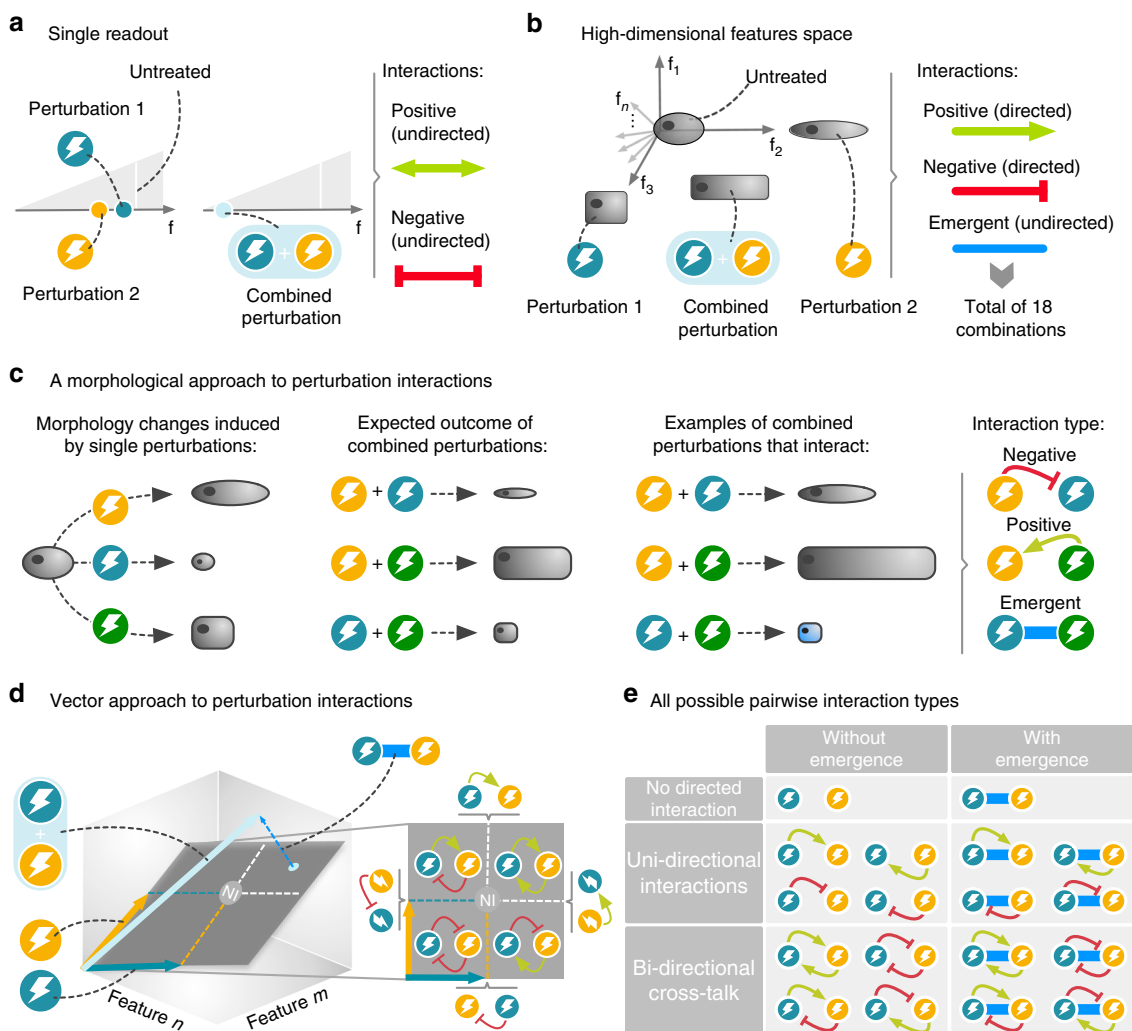 a
Single readout
Untreated
Perturbation 1
f
Perturbation 2
f
+
Combined
perturbation
Interactions:
Positive
(undirected)
Negative
(undirected)
b
High-dimensional features space
f1
Untreated
fn
f2
f3
+
Perturbation 1
Combined
perturbation
Perturbation 2
Interactions:
Positive (directed)
Negative (directed)
Emergent (undirected)
Total of 18
combinations
c
A morphological approach to perturbation interactions
Morphology changes induced
by single perturbations:
Expected outcome of
combined perturbations:
+
+
+
Examples of combined
perturbations that interact:
+
+
+
Interaction type:
Negative
Positive
Emergent
d
Vector approach to perturbation interactions
+
NI
Feature n
Feature m
NI
e
All possible pairwise interaction types
Without
emergence
With
emergence
No directed
interaction
Uni-directional
interactions
Bi-directional
cross-talk